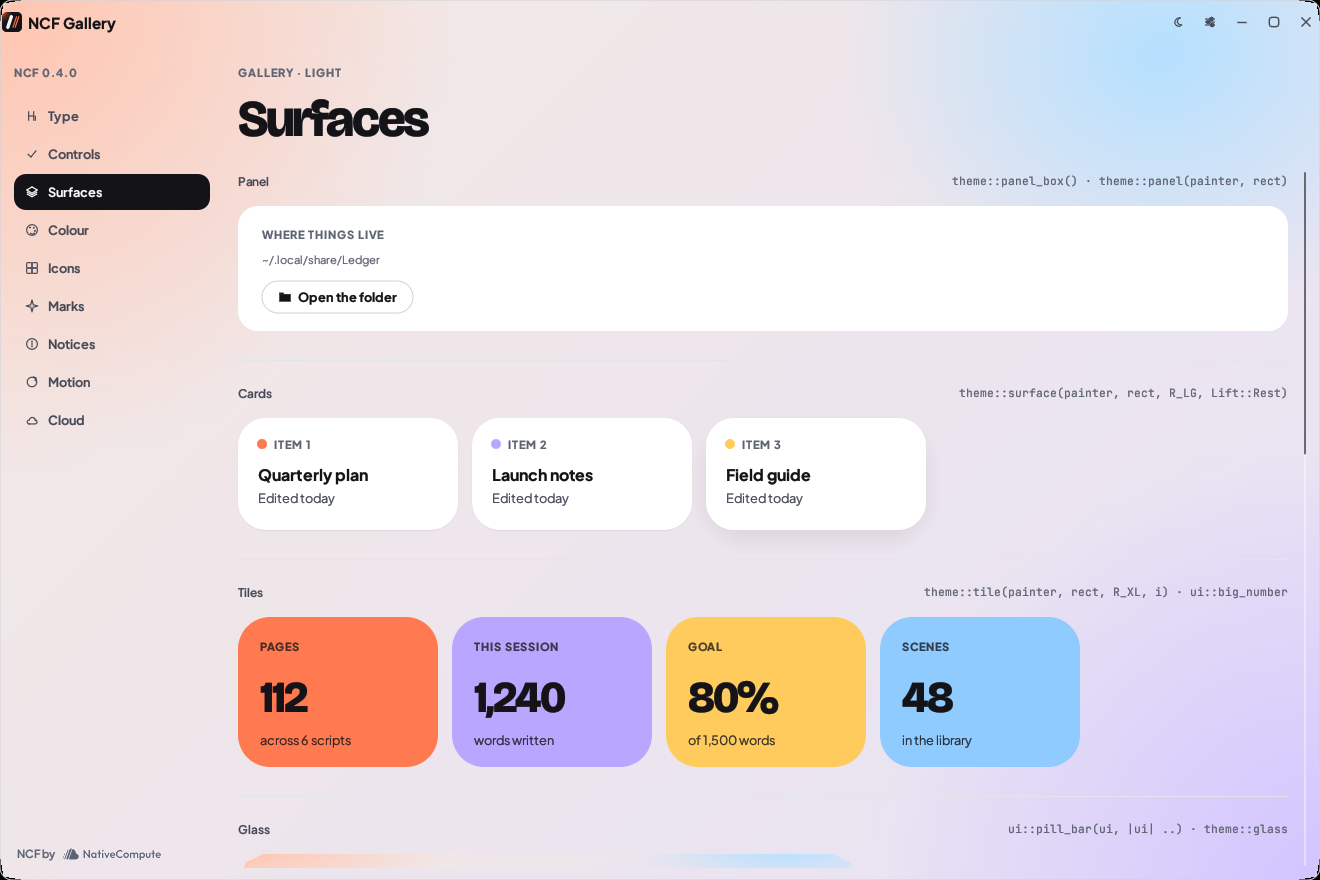 NCF Gallery
NCF 0.4.0
Type
Controls
Surfaces
Colour
Icons
Marks
Notices
Motion
Cloud
NCF by NativeCompute
GALLERY · LIGHT
Surfaces
Panel
theme::panel_box() · theme::panel(painter, rect)
WHERE THINGS LIVE
~/.local/share/Ledger
Open the folder
Cards
theme::surface(painter, rect, R_LG, Lift::Rest)
ITEM 1
Quarterly plan
Edited today
ITEM 2
Launch notes
Edited today
ITEM 3
Field guide
Edited today
Tiles
theme::tile(painter, rect, R_XL, i) · ui::big_number
PAGES
112
across 6 scripts
THIS SESSION
1,240
words written
GOAL
80%
of 1,500 words
SCENES
48
in the library
Glass
ui::pill_bar(ui, |ui| ..) · theme::glass